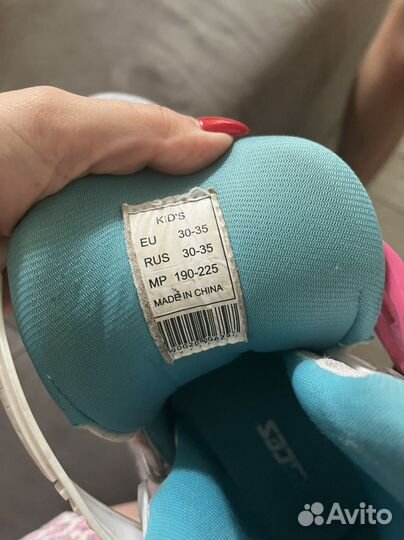 KID'S
EU 30-35
RUS 30-35
MP 190-225
MADE IN CHINA
Avito